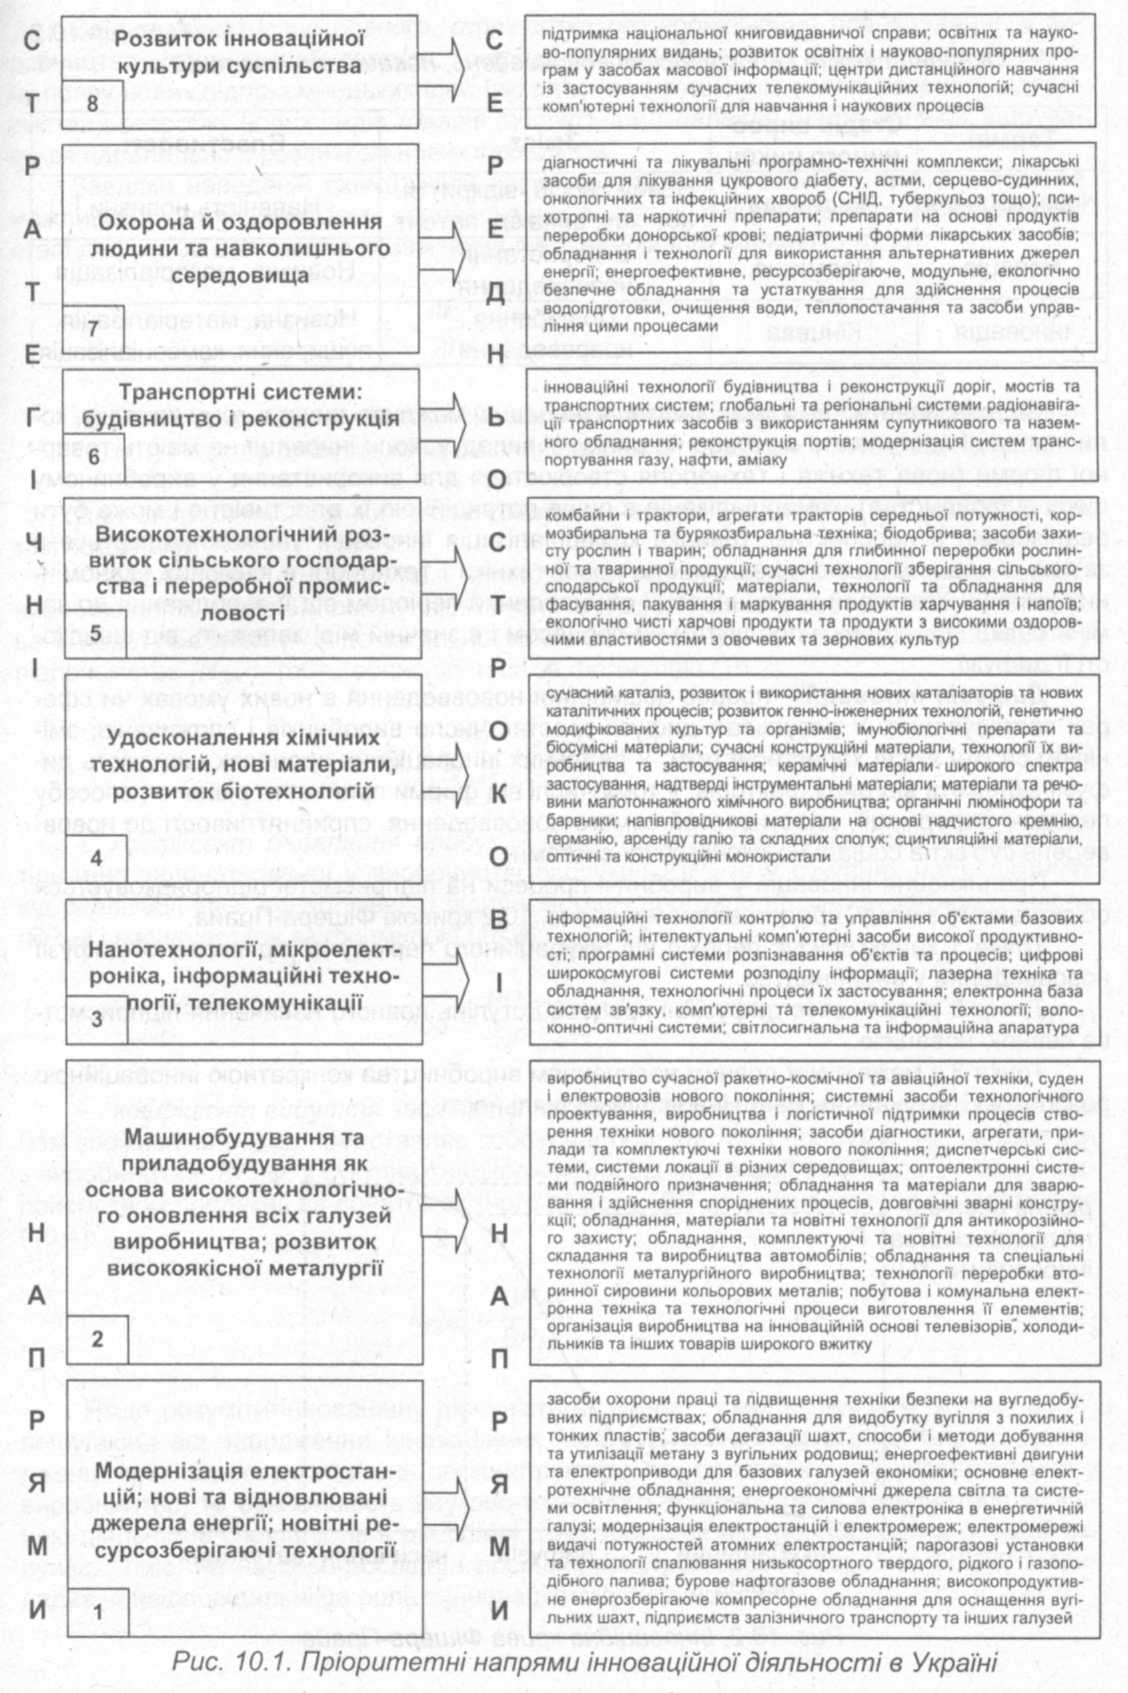 СТРАТЕГІЧНІ НАПРЯМИ
СЕРЕДНЬОСТРОКОВІ НАПРЯМИ
Розвиток інноваційної
культури суспільства
8
підтримка національної книговидавничої справи; освітніх та науко-
во-популярних видань; розвиток освітніх і науково-популярних про-
грам у засобах масової інформації; центри дистанційного навчання
із застосуванням сучасних телекомунікаційних технологій; сучасні
комп'ютерні технології для навчання і наукових процесів
Охорона й оздоровлення
людини та навколишнього
середовища
7
діагностичні та лікувальні програмно-технічні комплекси; лікарські
засоби для лікування цукрового діабету, астми, серцево-судинних,
онкологічних та інфекційних хвороб (СНІД, туберкульоз тощо); пси-
хотропні та наркотичні препарати; препарати на основі продуктів
переробки донорської крові; педіатричні форми лікарських засобів;
обладнання і технології для використання альтернативних джерел
енергії; енергоефективне, ресурсозберігаюче, модульне, екологічно
безпечне обладнання та устаткування для здійснення процесів
водопідготовки, очищення води, теплопостачання та засоби управ-
ління цими процесами
Транспортні системи:
будівництво і реконструкція
6
інноваційні технології будівництва і реконструкції доріг, мостів та
транспортних систем; глобальні та регіональні системи радіонавіга-
ції транспортних засобів з використанням супутникового та назем-
ного обладнання; реконструкція портів; модернізація систем транс-
портування газу, нафти, аміаку
Високотехнологічний роз-
виток сільського господар-
ства і переробної промис-
ловості
5
комбайни і трактори, агрегати тракторів середньої потужності, кор-
мозбиральна та бурякозбиральна техніка; біодобрива; засоби захи-
сту рослин і тварин; обладнання для глибинної переробки рослин-
ної та тваринної продукції; сучасні технології зберігання сільського-
сподарської продукції; матеріали, технології та обладнання для
фасування, пакування і маркування продуктів харчування і напоїв;
екологічно чисті харчові продукти та продукти з високими оздоров-
чими властивостями з овочевих та зернових культур
Удосконалення хімічних
технологій, нові матеріали,
розвиток біотехнологій
4
сучасний каталіз, розвиток і використання нових каталізаторів та нових
каталітичних процесів; розвиток генно-інженерних технологій, генетично
модифікованих культур та організмів; імунобіологічні препарати та
біосумісні матеріали; сучасні конструкційні матеріали, технології їх ви-
робництва та застосування; керамічні матеріали широкого спектра
застосування, надтверді інструментальні матеріали; матеріали та речо-
вини малотоннажного хімічного виробництва; органічні люмінофори та
барвники; напівпровідникові матеріали на основі надчистого кремнію,
германію, арсеніду галію та складних сполук; сцинтиляційні матеріали,
оптичні та конструкційні монокристали
Нанотехнології, мікроелект-
роніка, інформаційні техно-
логії, телекомунікації
3
інформаційні технології контролю та управління об'єктами базових
технологій; інтелектуальні комп'ютерні засоби високої продуктивно-
сті; програмні системи розпізнавання об'єктів та процесів; цифрові
широкосмугові системи розподілу інформації; лазерна техніка та
обладнання, технологічні процеси їх застосування; електронна база
систем зв'язку, комп'ютерні та телекомунікаційні технології; воло-
конно-оптичні системи; світлосигнальна та інформаційна апаратура
Машинобудування та
приладобудування як
основа високотехнологічно-
го оновлення всіх галузей
виробництва; розвиток
високоякісної металургії
2
виробництво сучасної ракетно-космічної та авіаційної техніки, суден
і електровозів нового покоління; системні засоби технологічного
проектування, виробництва і логістичної підтримки процесів ство-
рення техніки нового покоління; засоби діагностики, агрегати, при-
лади та комплектуючі техніки нового покоління; диспетчерські сис-
теми, системи локації в різних середовищах; оптоелектронні систе-
ми подвійного призначення; обладнання та матеріали для зварю-
вання і здійснення споріднених процесів, довговічні зварні констру-
кції; обладнання, матеріали та новітні технології для антикорозійно-
го захисту; обладнання, комплектуючі та новітні технології для
складання та виробництва автомобілів; обладнання та спеціальні
технології металургійного виробництва; технології переробки вто-
ринної сировини кольорових металів; побутова і комунальна елект-
ронна техніка та технологічні процеси виготовлення її елементів;
організація виробництва на інноваційній основі телевізорів, холоди-
льників та інших товарів широкого вжитку
Модернізація електростан-
цій; нові та відновлювані
джерела енергії; новітні ре-
сурсозберігаючі технології
1
засоби охорони праці та підвищення техніки безпеки на вугледобу-
вних підприємствах; обладнання для видобутку вугілля з похилих і
тонких пластів; засоби дегазації шахт, способи і методи добування
та утилізації метану з вугільних родовищ; енергоефективні двигуни
та електроприводи для базових галузей економіки; основне елект-
ротехнічне обладнання; енергоекономічні джерела світла та систе-
ми освітлення; функціональна та силова електроніка в енергетичній
галузі; модернізація електростанцій і електромереж; електромережі
видачі потужностей атомних електростанцій; парогазові установки
та технології спалювання низькосортного твердого, рідкого і газопо-
дібного палива; бурове нафтогазове обладнання; високопродуктив-
не енергозберігаюче компресорне обладнання для оснащення вугі-
льних шахт, підприємств залізничного транспорту та інших галузей
Рис. 10.1. Пріоритетні напрями інноваційної діяльності в Україні